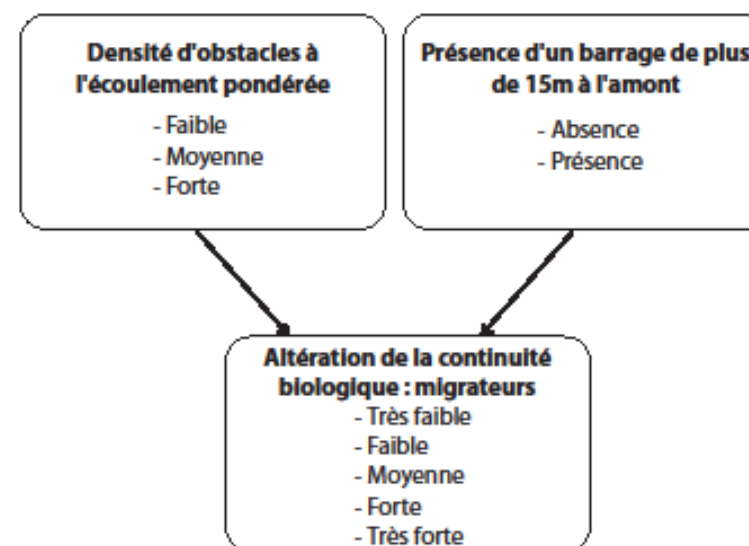 Densité d'obstacles à
l'écoulement pondérée
- Faible
- Moyenne
- Forte
Présence d'un barrage de plus
de 15m à l'amont
- Absence
- Présence
Altération de la continuité
biologique : migrateurs
- Très faible
- Faible
- Moyenne
- Forte
- Très forte